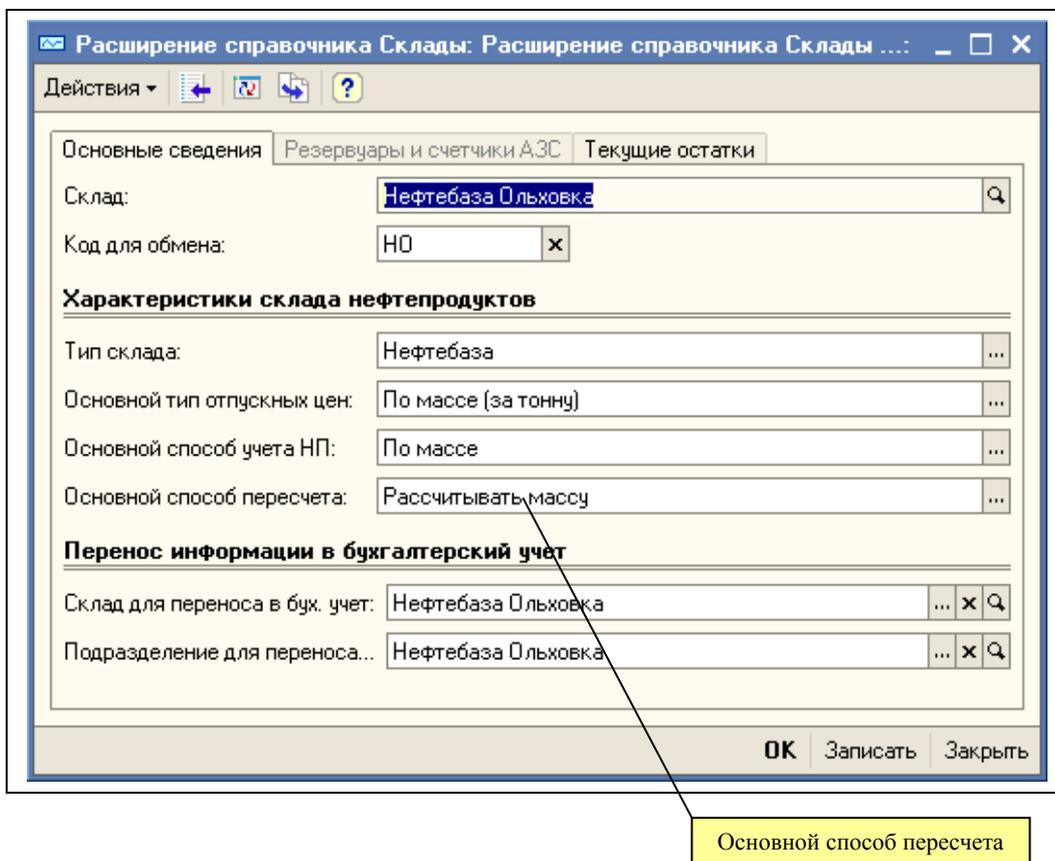 Расширение справочника Склады: Расширение справочника Склады ...:
Действия
Основные сведения Резервуары и счетчики АЗС Текущие остатки
Склад: Нефтебаза Ольховка
Код для обмена: НО
Характеристики склада нефтепродуктов
Тип склада: Нефтебаза ...
Основной тип отпускных цен: По массе (за тонну) ...
Основной способ учета НП: По массе ...
Основной способ пересчета: Рассчитывать массу ...
Перенос информации в бухгалтерский учет
Склад для переноса в бух. учет: Нефтебаза Ольховка ...
Подразделение для переноса... Нефтебаза Ольховка ...
OK Записать Закрыть
Основной способ пересчета